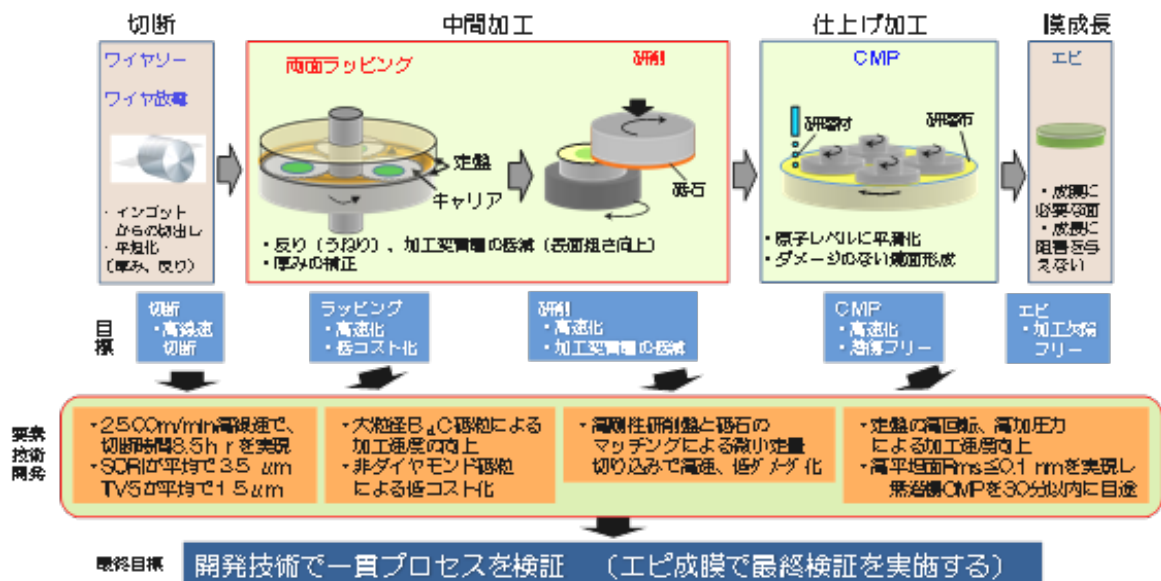 切断
中間加工
仕上げ加工
膜成長
ワイヤソー
ワイヤ放電
両面ラッピング
研削
CMP
エピ
定盤
キャリア
砥石
研磨材
研磨布
・インゴット
からの切出し
・平坦化
(厚み、反り)
・反り(うねり)、加工変質層の低減(表面粗さ向上)
・厚みの補正
・原子レベルに平滑化
・ダメージのない鏡面形成
・成膜に
必要な面
・成長に
阻害を与
えない
目
標
切断
・高線速
切断
ラッピング
・高速化
・低コスト化
研削
・高速化
・加工変質層の低減
CMP
・高速化
・潜傷フリー
エピ
・加工欠陥
フリー
要素
技術
開発
・2500m/min高線速で、
切断時間8.5hrを実現
・SORIが平均で35μm
TVSが平均で15μm
・大粒径B₄C砥粒による
加工速度の向上
・非ダイヤモンド砥粒
による低コスト化
・高剛性研削盤と砥石の
マッチングによる微小定量
切り込みで高速、低ダメージ化
・定盤の高回転、高加圧力
による加工速度向上
・高平均面Rms≦0.1nmを実現し
無潜傷CMPを30分以内に目途
最終目標
開発技術で一貫プロセスを検証 (エピ成膜で最終検証を実施する)